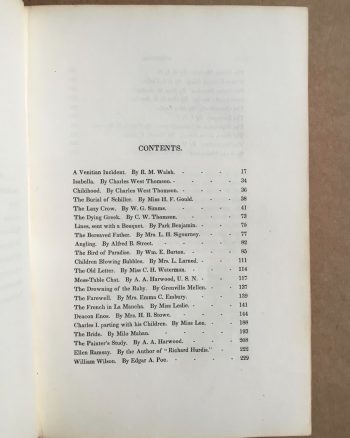 CONTENTS.
A Venitian Incident. By R. M. Walsh. 17
Isabella. By Charles West Thomson. 34
Childhood. By Charles West Thomson. 36
The Burial of Schiller. By Miss H. F. Gould. 38
The Lazy Crow. By W. G. Simms. 41
The Dying Greek. By C. W. Thomson. 73
Lines, sent with a Bouquet. By Park Benjamin. 75
The Bereaved Father. By Mrs. L. H. Sigourney. 77
Angling. By Alfred B. Street. 82
The Bird of Paradise. By Wm. E. Burton. 85
Children Blowing Bubbles. By Mrs. L. Larned. 111
The Old Letter. By Miss C. H. Waterman. 114
Mess-Table Chat. By A. A. Harwood, U. S. N. 117
The Drowning of the Ruby. By Grenville Mellen. 137
The Farewell. By Mrs. Emma C. Embury. 139
The French in La Mancha. By Miss Leslie. 141
Deacon Enos. By Mrs. H. B. Stowe. 144
Charles I. parting with his Children. By Miss Lee. 188
The Bride. By Milo Mahan. 193
The Painter's Study. By A. A. Harwood. 208
Ellen Ramsay. By the Author of "Richard Hurdis." 222
William Wilson. By Edgar A. Poe. 229